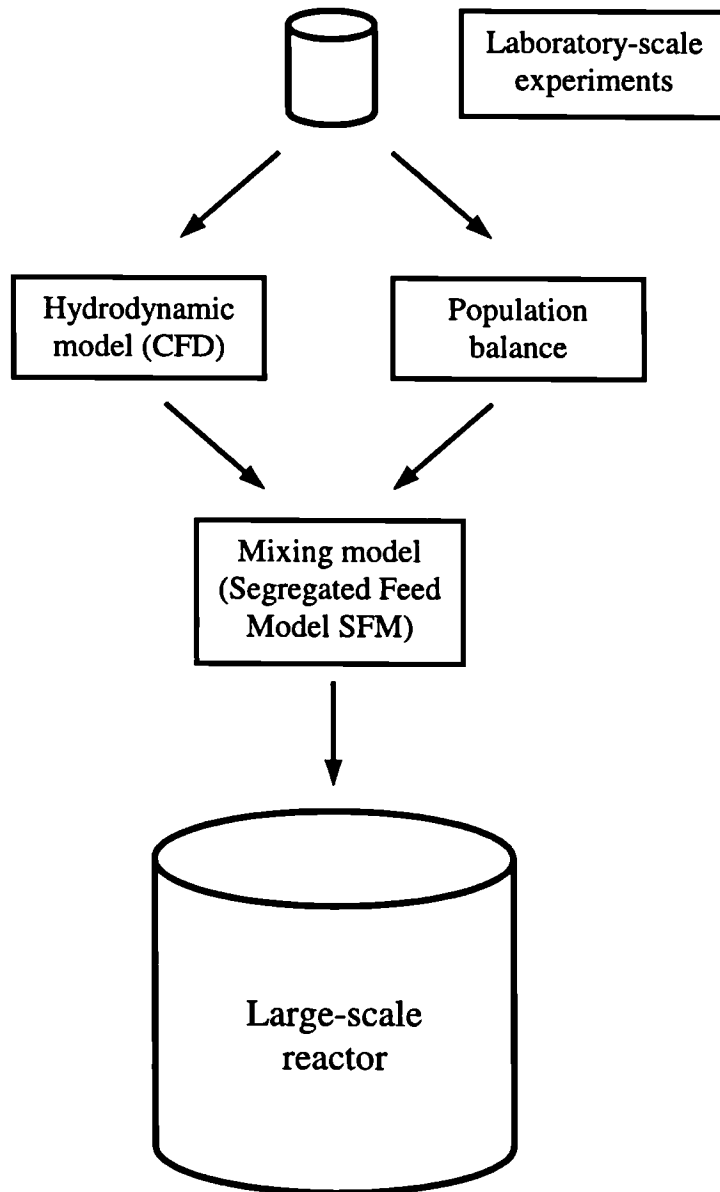 Laboratory-scale
experiments
Hydrodynamic
model (CFD)
Population
balance
Mixing model
(Segregated Feed
Model SFM)
Large-scale
reactor